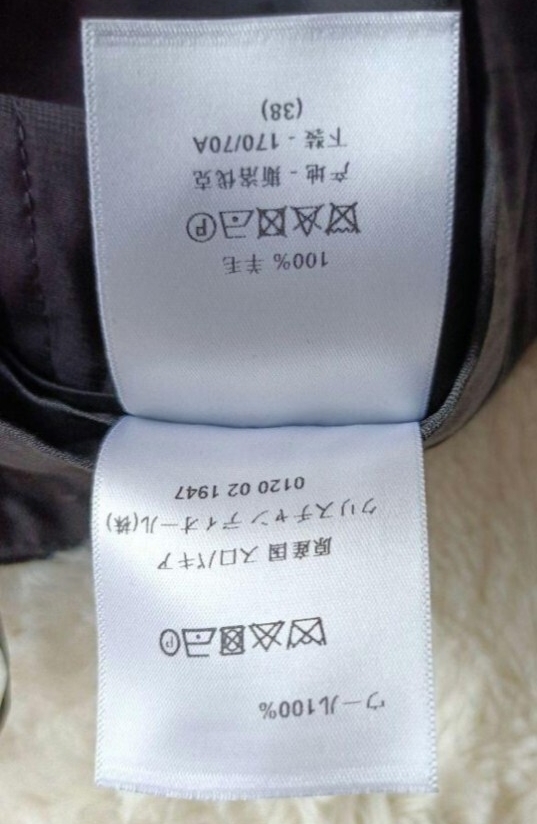 ウール100%
原産国 スロバキア
クリスチャン ディオール(株)
0120 02 1947
100% 羊毛
产地 - 斯洛伐克
下装 - 170/70A
(38)